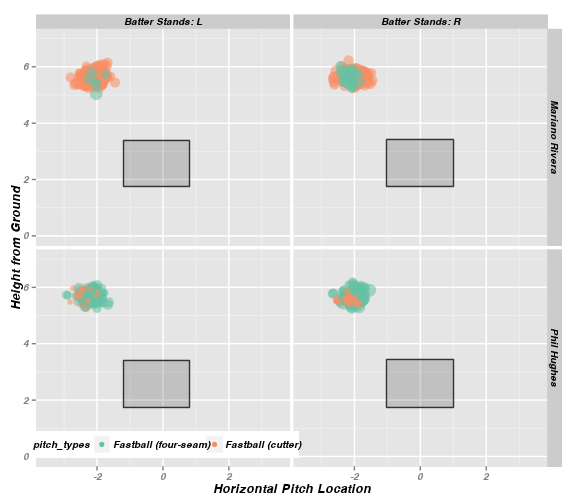 Batter Stands: L
Batter Stands: R
6
4
2
0
Mariano Rivera
6
4
2
0
Phil Hughes
Height from Ground
pitch_types Fastball (four-seam) Fastball (cutter)
-2 0 2
-2 0 2
Horizontal Pitch Location